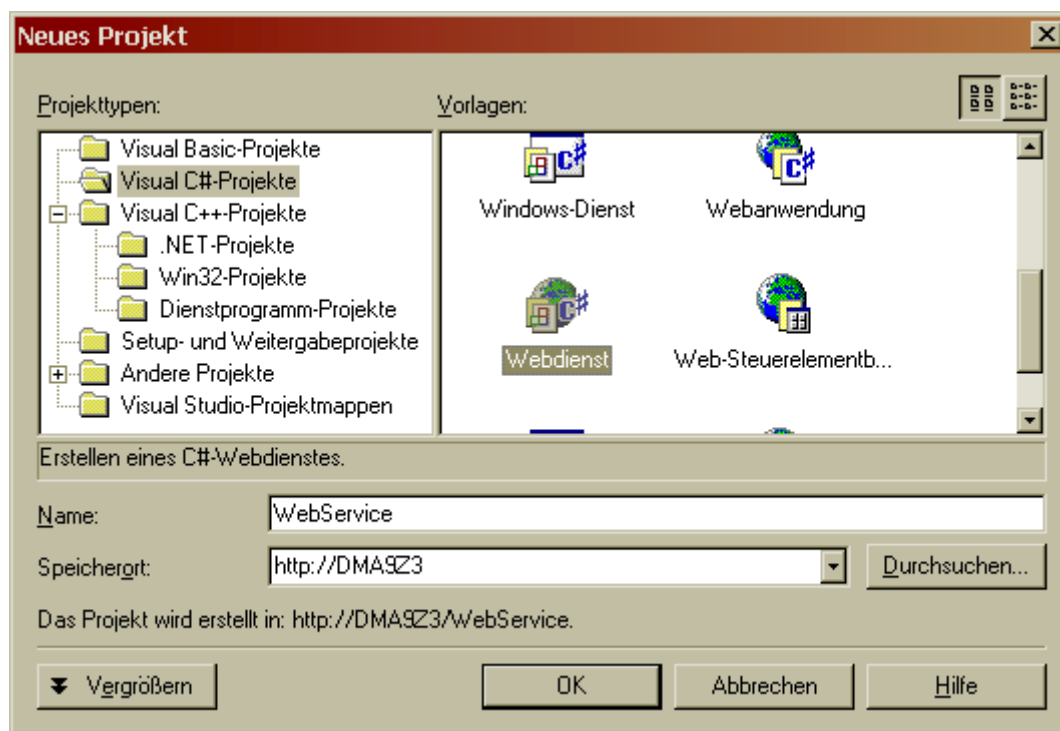 Neues Projekt
Projekttypen:
Vorlagen:
Visual Basic-Projekte
Visual C#-Projekte
Visual C++-Projekte
.NET-Projekte
Win32-Projekte
Dienstprogramm-Projekte
Setup- und Weitergabeprojekte
Andere Projekte
Visual Studio-Projektmappen
Windows-Dienst
Webanwendung
Webdienst
Web-Steuerelementb...
Erstellen eines C#-Webdienstes.
Name:
WebService
Speicherort:
http://DMA9Z3
Durchsuchen...
Das Projekt wird erstellt in: http://DMA9Z3/WebService.
Vergrößern
OK
Abbrechen
Hilfe